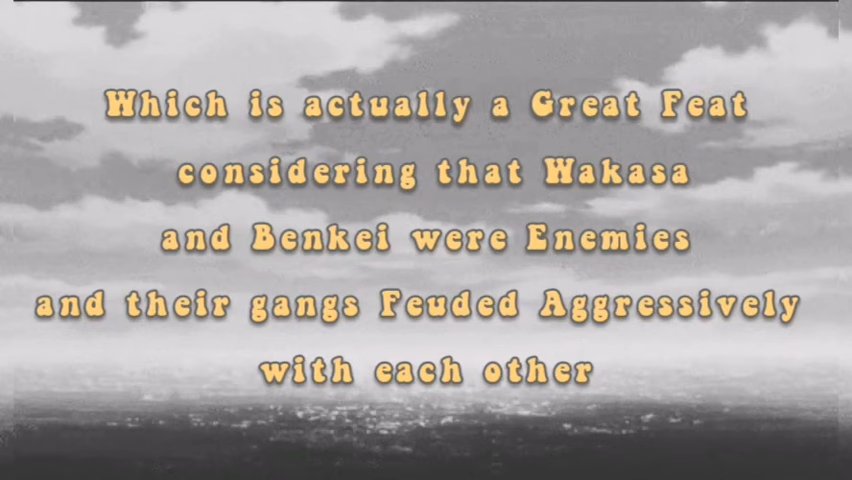 Which is actually a Great Feat
considering that Wakasa
and Benkei were Enemies
and their gangs Feuded Aggressively
with each other